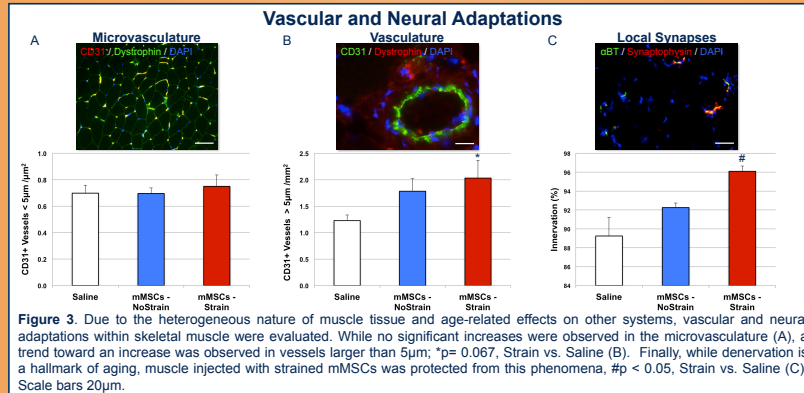 Vascular and Neural Adaptations
A
Microvasculature
CD31 / Dystrophin / DAPI
CD31+ Vessels < 5µm /µm²
1.0
0.8
0.6
0.4
0.2
0.0
Saline
mMSCs - NoStrain
mMSCs - Strain
B
Vasculature
CD31 / Dystrophin / DAPI
CD31+ Vessels > 5µm /mm²
2.5
2.0
1.5
1.0
0.5
0.0
*
Saline
mMSCs - NoStrain
mMSCs - Strain
C
Local Synapses
αBT / Synaptophysin / DAPI
Innervation (%)
98
96
94
92
90
88
86
84
#
Saline
mMSCs - NoStrain
mMSCs - Strain
Figure 3. Due to the heterogeneous nature of muscle tissue and age-related effects on other systems, vascular and neural
adaptations within skeletal muscle were evaluated. While no significant increases were observed in the microvasculature (A), a
trend toward an increase was observed in vessels larger than 5µm; *p= 0.067, Strain vs. Saline (B). Finally, while denervation is
a hallmark of aging, muscle injected with strained mMSCs was protected from this phenomena, #p < 0.05, Strain vs. Saline (C)
Scale bars 20µm.